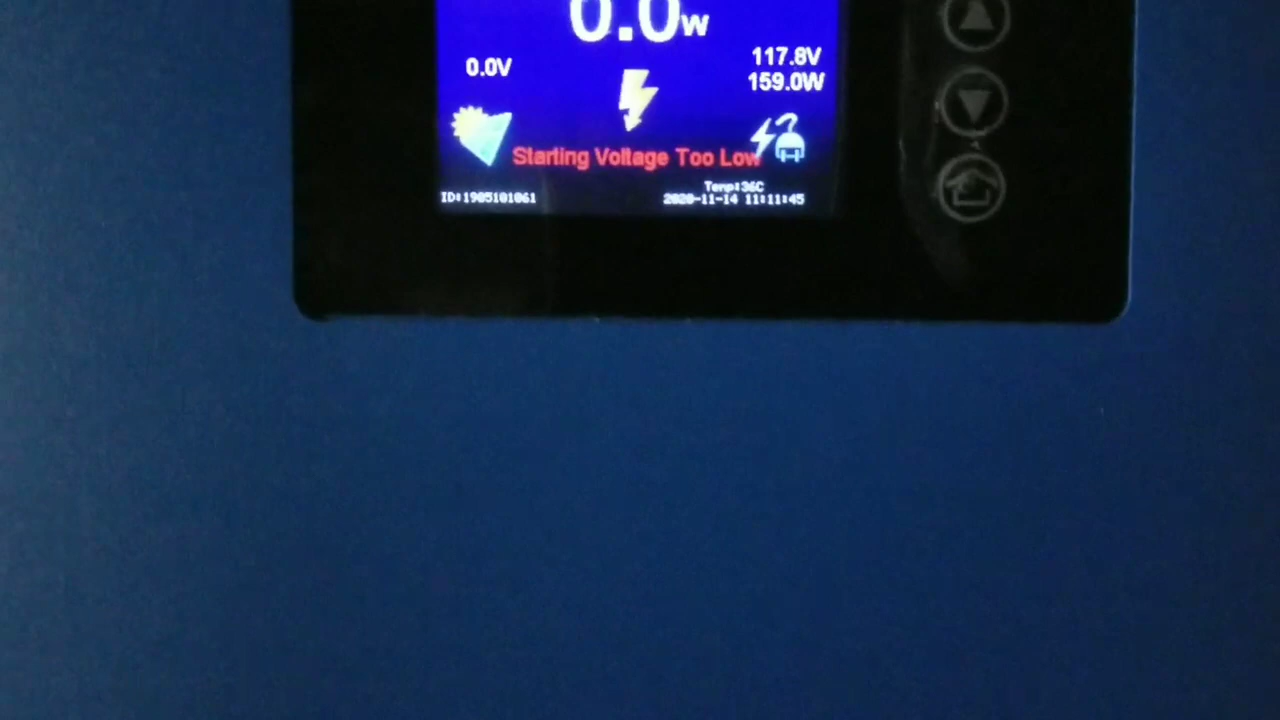 0.0W
0.0V
117.8V
159.0W
Starting Voltage Too Low
Temp:36C
ID:1905101061
2020-11-14 11:11:45